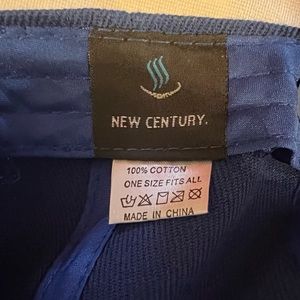 NEW CENTURY.
100% COTTON
ONE SIZE FITS ALL
MADE IN CHINA